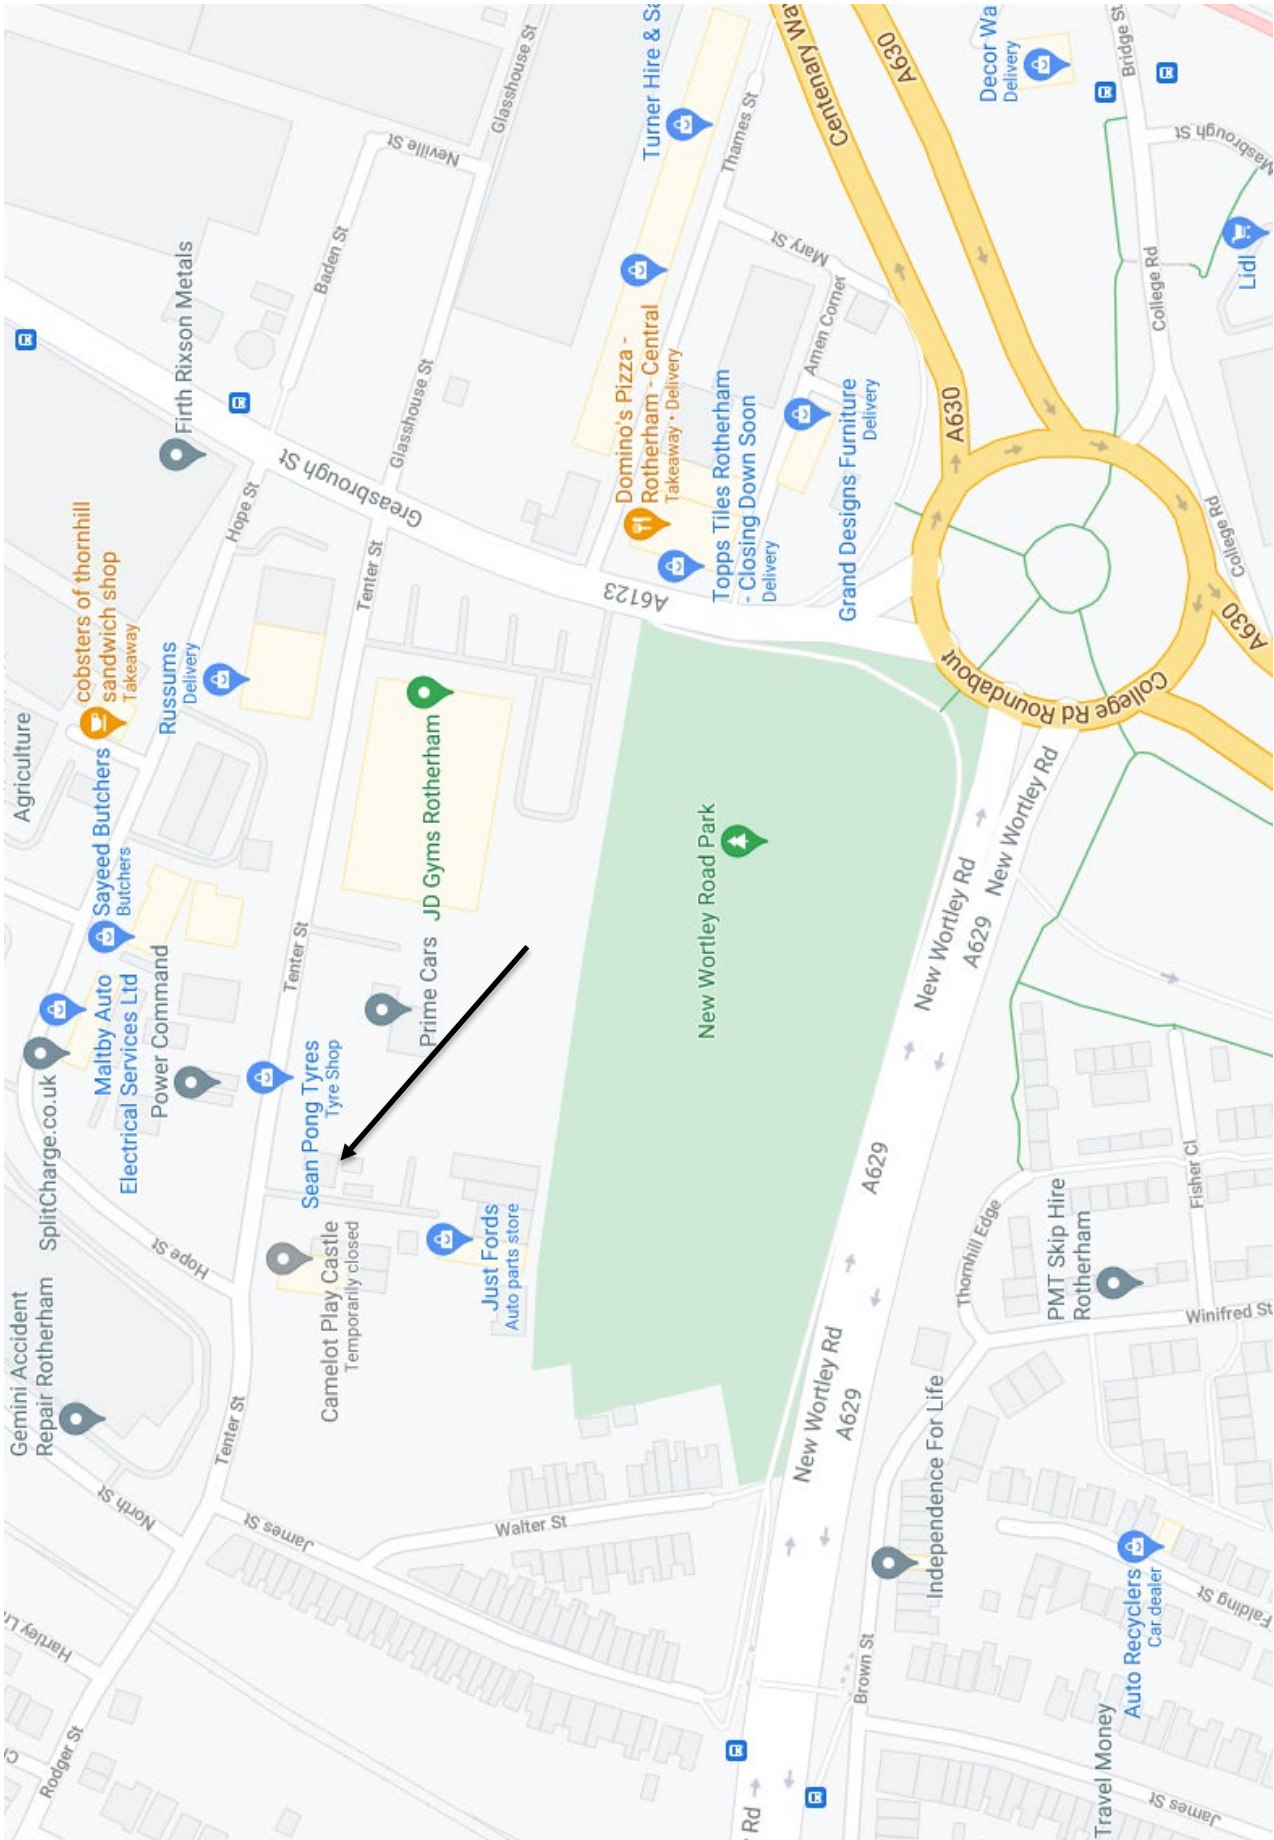 Rodger St
Hartley Ln
Gemini Accident
Repair Rotherham
North St
Agriculture
SplitCharge.co.uk
Hope St
Maltby Auto
Electrical Services Ltd
Sayeed Butchers
Butchers
cobsters of thornhill
sandwich shop
Takeaway
Power Command
Russums
Delivery
Firth Rixson Metals
Hope St
Tenter St
James St
Tenter St
Tenter St
Baden St
Neville St
Sean Pong Tyres
Tyre Shop
Camelot Play Castle
Temporarily closed
Greasbrough St
Glasshouse St
Glasshouse St
Prime Cars
JD Gyms Rotherham
Just Fords
Auto parts store
Walter St
A6123
Domino's Pizza -
Rotherham - Central
Takeaway • Delivery
Turner Hire & Sa
Thames St
New Wortley Road Park
Topps Tiles Rotherham
- Closing Down Soon
Delivery
Mary St
Amen Corner
Centenary Wa
Grand Designs Furniture
Delivery
A630
A630
Rd
New Wortley Rd
A629
A629
New Wortley Rd
A629
New Wortley Rd
College Rd Roundabout
Brown St
Independence For Life
Thornhill Edge
PMT Skip Hire
Rotherham
Decor Wa
Delivery
Bridge St
Travel Money
Auto Recyclers
Car dealer
James St
Falding St
Winifred St
Fisher Cl
College Rd
College Rd
A630
Masbrough St
Lidl